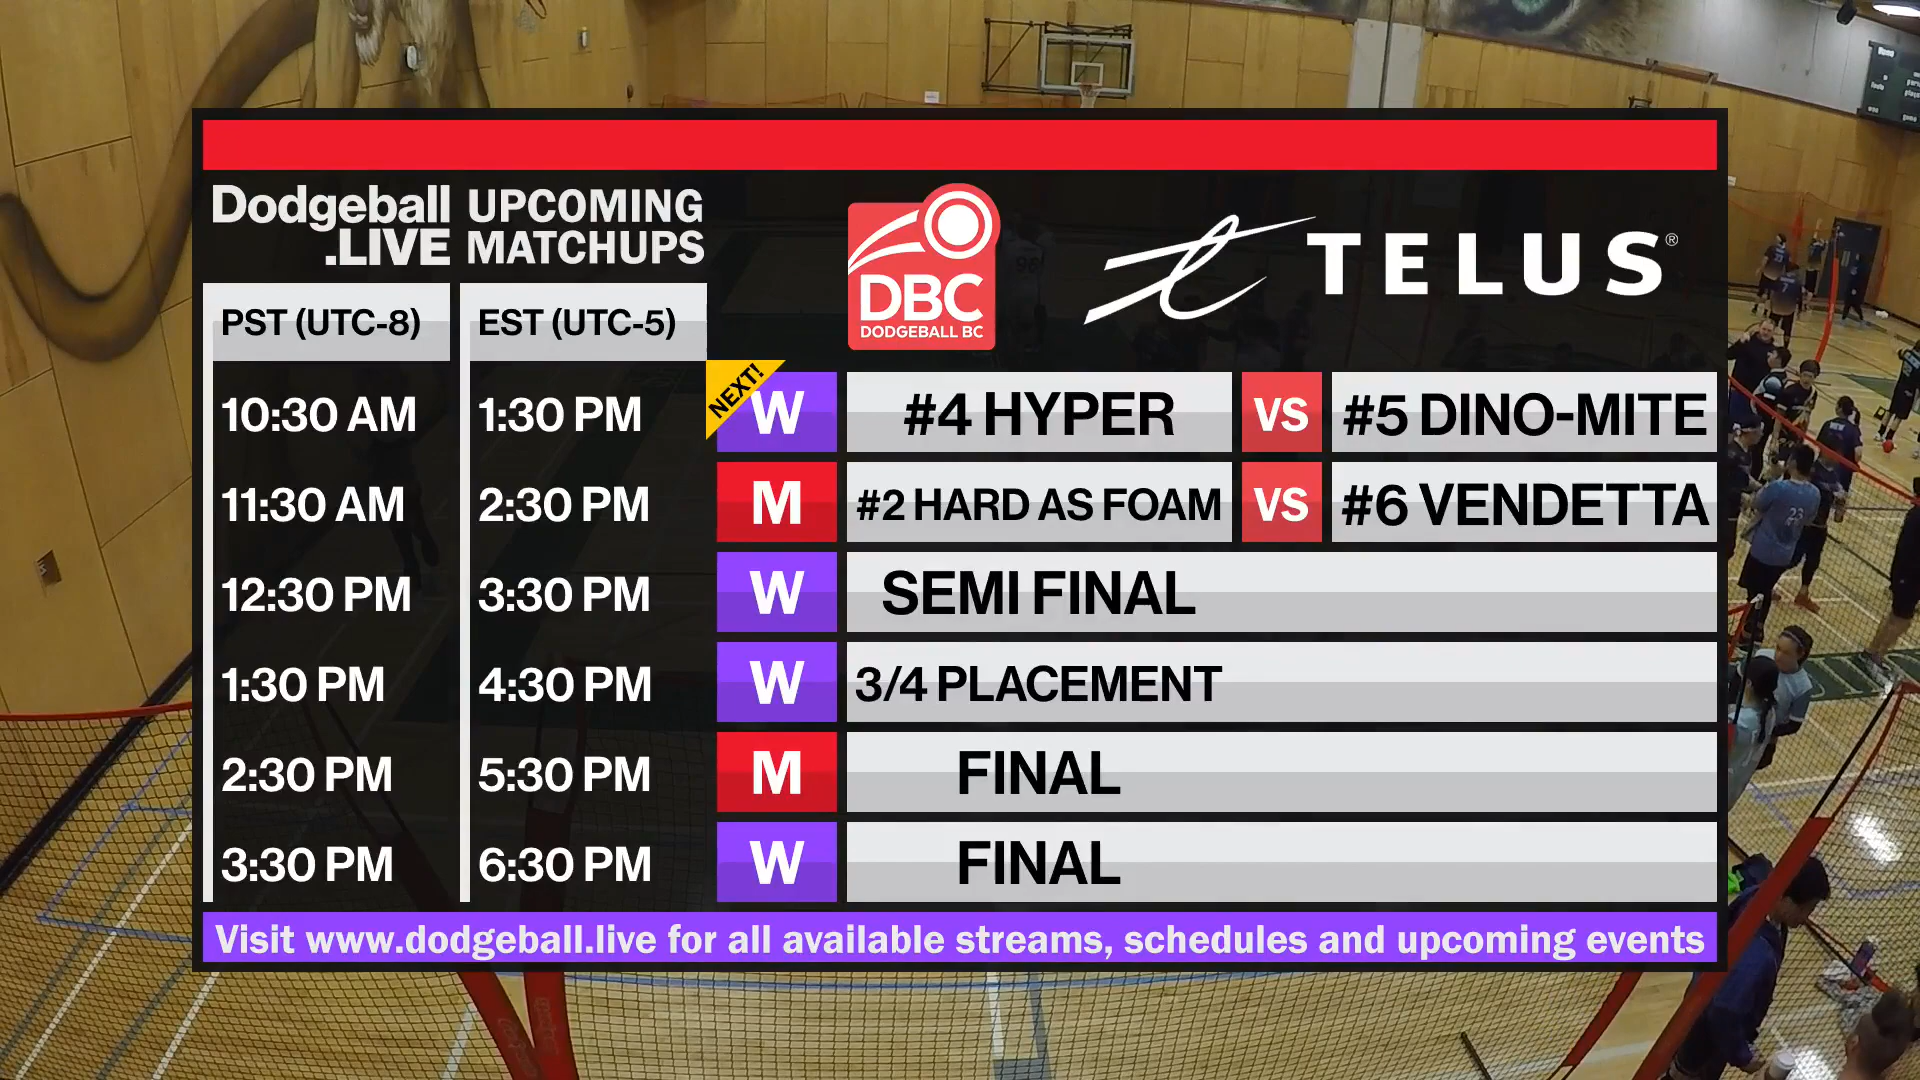 Dodgeball
.LIVE
UPCOMING
MATCHUPS
DBC
DODGEBALL BC
TELUS®
PST (UTC-8) EST (UTC-5)
NEXT!
10:30 AM 1:30 PM W #4 HYPER VS #5 DINO-MITE
11:30 AM 2:30 PM M #2 HARD AS FOAM VS #6 VENDETTA
12:30 PM 3:30 PM W SEMI FINAL
1:30 PM 4:30 PM W 3/4 PLACEMENT
2:30 PM 5:30 PM M FINAL
3:30 PM 6:30 PM W FINAL
Visit www.dodgeball.live for all available streams, schedules and upcoming events
23